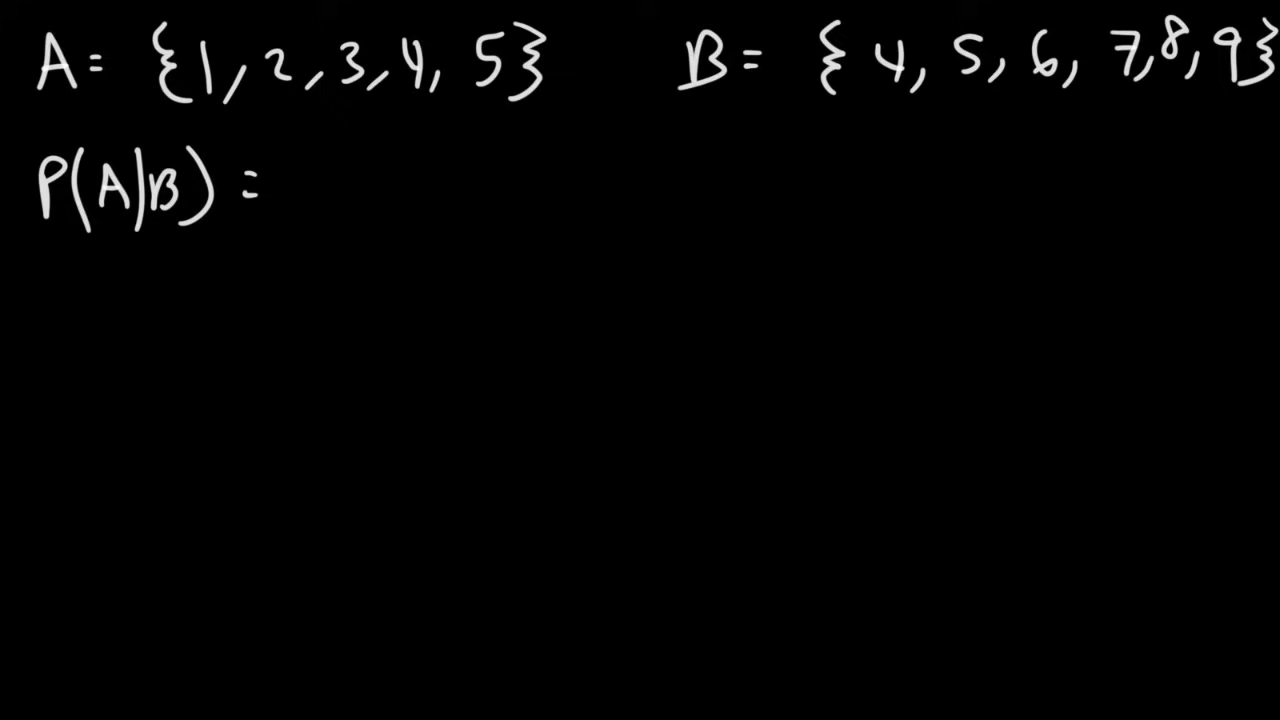 A = {1, 2, 3, 4, 5} B = { 4, 5, 6, 7, 8, 9}
P(A|B) =